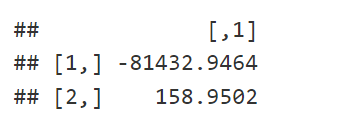 ##             [,1]
## [1,] -81432.9464
## [2,]    158.9502